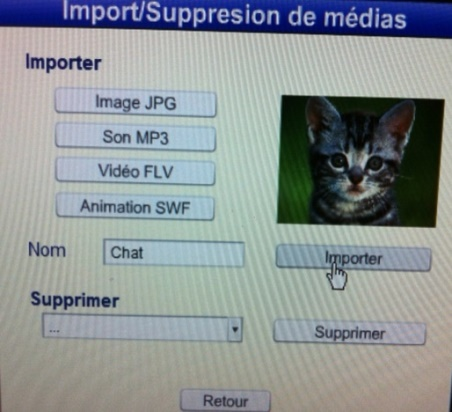 Import/Suppresion de médias
Importer
Image JPG
Son MP3
Vidéo FLV
Animation SWF
Nom
Chat
Importer
Supprimer
...
Supprimer
Retour